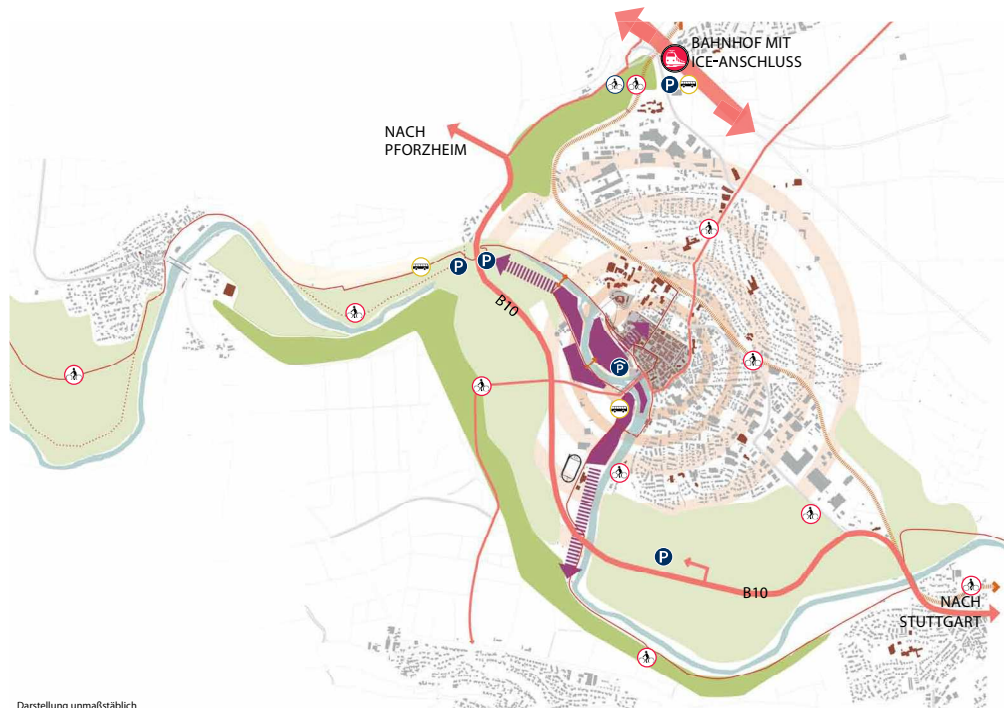 BAHNHOF MIT
ICE-ANSCHLUSS
P
NACH
PFORZHEIM
P
P
B10
P
P
B10
NACH
STUTTGART
Darstellung unmaßstäblich